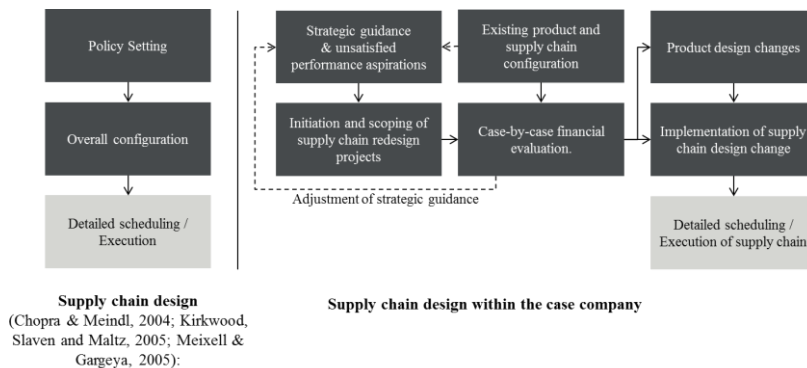 Policy Setting
Overall configuration
Detailed scheduling /
Execution
Supply chain design
(Chopra & Meindl, 2004; Kirkwood,
Slaven and Maltz, 2005; Meixell &
Gargeya, 2005):
Strategic guidance
& unsatisfied
performance aspirations
Existing product and
supply chain
configuration
Product design changes
Initiation and scoping of
supply chain redesign
projects
Case-by-case financial
evaluation.
Implementation of supply
chain design change
Adjustment of strategic guidance
Detailed scheduling /
Execution of supply chain
Supply chain design within the case company